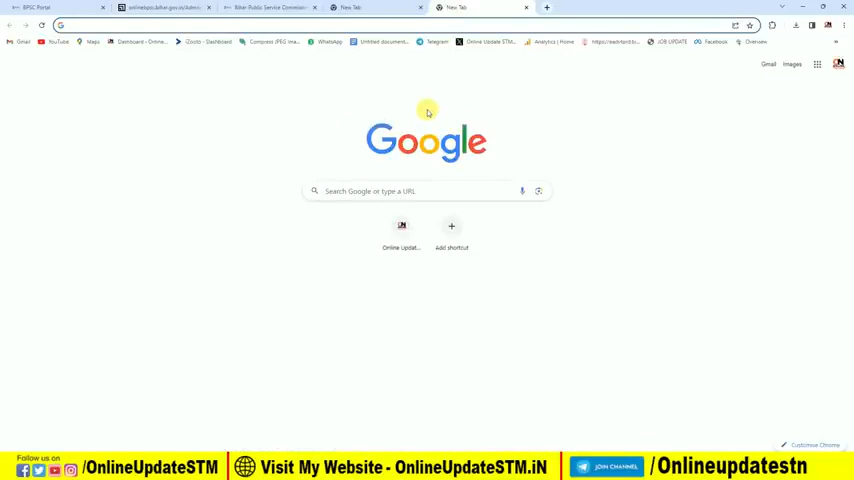 BPSC Portal
onlinebpsc.bihar.gov.in/Admi
Bihar Public Service Commission
New Tab
New Tab
Gmail
YouTube
Maps
Dashboard - Online...
iZooto - Dashboard
Compress JPEG Ima...
WhatsApp
Untitled document...
Telegram
Online Update STM...
Analytics | Home
JOB UPDATE
Facebook
Overview
Gmail
Images
Google
Search Google or type a URL
Online Updat...
Add shortcut
Customise Chrome
Follow us on
/OnlineUpdateSTM
Visit My Website - OnlineUpdateSTM.iN
JOIN CHANNEL
/Onlineupdatestn